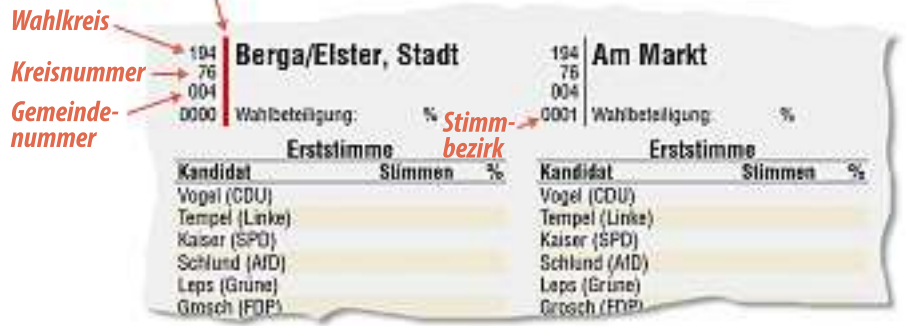 Wahlkreis
Kreisnummer
Gemeinde-
nummer
194
76
004
0000
Berga/Elster, Stadt
Wahlbeteiligung: %
Erststimme
Kandidat Stimmen %
Vogel (CDU)
Tempel (Linke)
Kaiser (SPD)
Schlund (AfD)
Leps (Grüne)
Grosch (FDP)
Stimm-
bezirk
194
76
004
0001
Am Markt
Wahlbeteiligung: %
Erststimme
Kandidat Stimmen %
Vogel (CDU)
Tempel (Linke)
Kaiser (SPD)
Schlund (AfD)
Leps (Grüne)
Grosch (FDP)